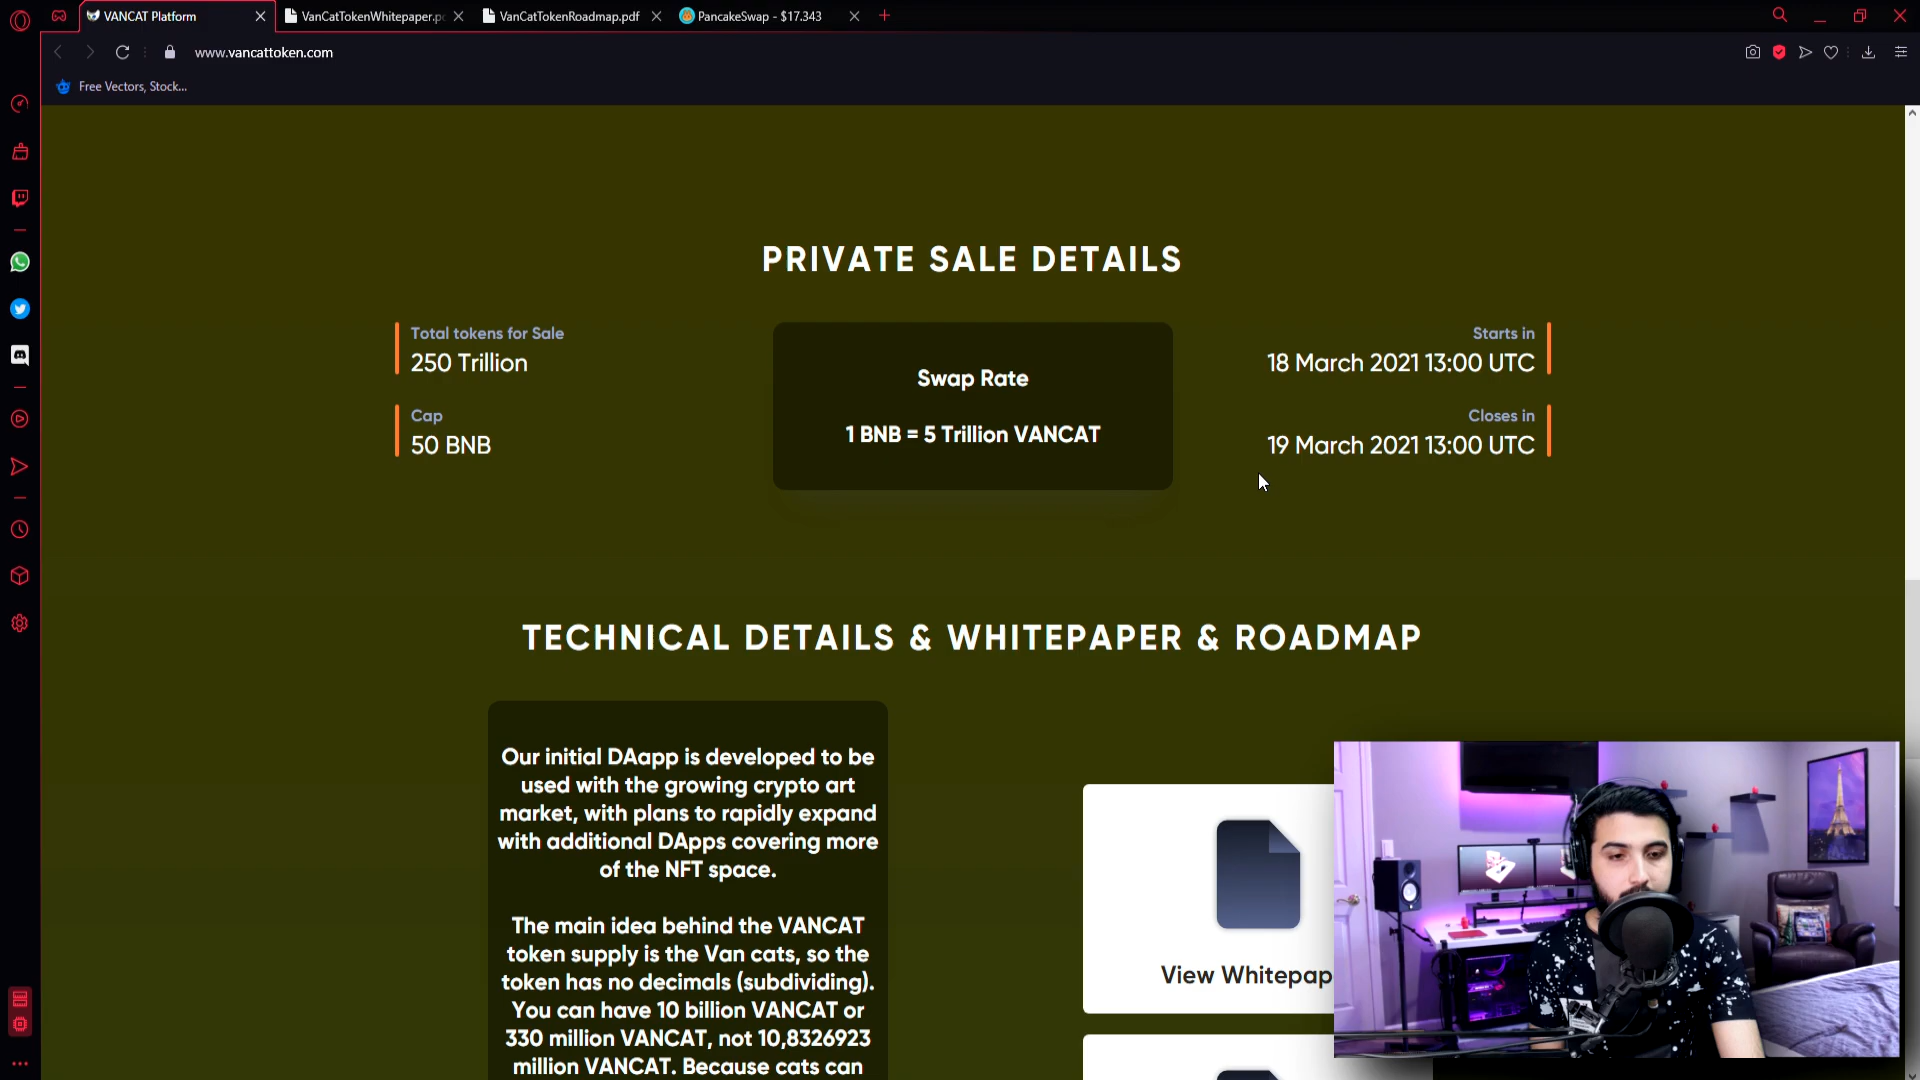 VANCAT Platform
VanCatTokenWhitepaper.pc
VanCatTokenRoadmap.pdf
PancakeSwap - $17.343
www.vancattoken.com
Free Vectors, Stock...
PRIVATE SALE DETAILS
Total tokens for Sale
250 Trillion
Cap
50 BNB
Swap Rate
1 BNB = 5 Trillion VANCAT
Starts in
18 March 2021 13:00 UTC
Closes in
19 March 2021 13:00 UTC
TECHNICAL DETAILS & WHITEPAPER & ROADMAP
Our initial DAapp is developed to be
used with the growing crypto art
market, with plans to rapidly expand
with additional DApps covering more
of the NFT space.
The main idea behind the VANCAT
token supply is the Van cats, so the
token has no decimals (subdividing).
You can have 10 billion VANCAT or
330 million VANCAT, not 10,8326923
million VANCAT. Because cats can
View Whitepap